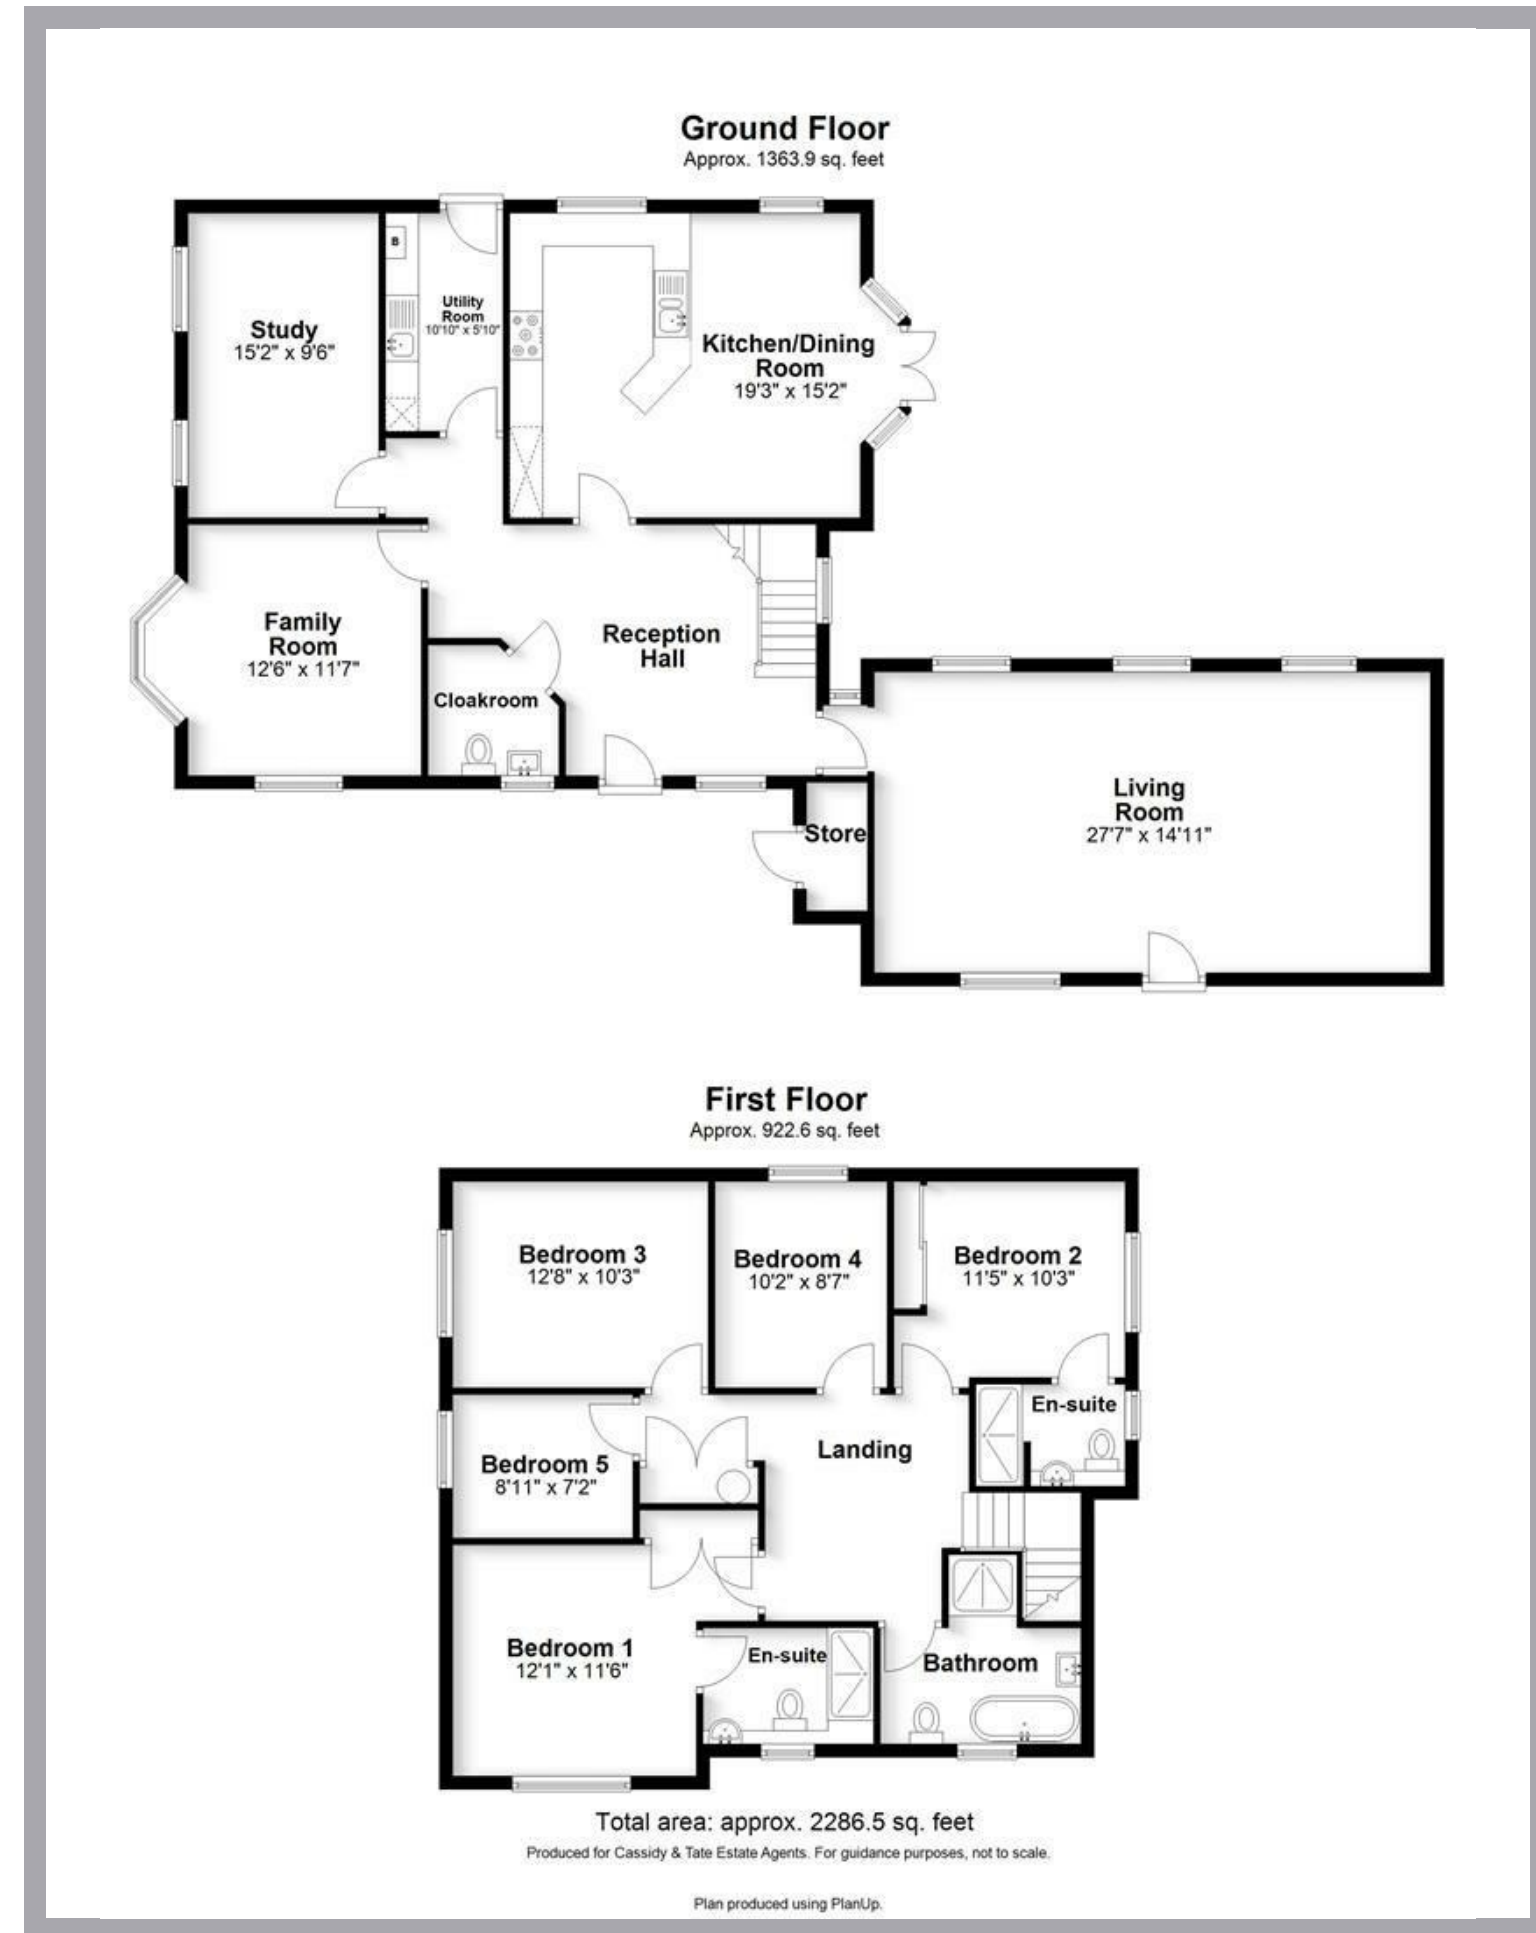 Ground Floor
Approx. 1363.9 sq. feet
Study
15'2" x 9'6"
B
Utility
Room
10'10" x 5'10"
Kitchen/Dining
Room
19'3" x 15'2"
Family
Room
12'6" x 11'7"
Reception
Hall
Cloakroom
Living
Room
27'7" x 14'11"
Store
First Floor
Approx. 922.6 sq. feet
Bedroom 3
12'8" x 10'3"
Bedroom 4
10'2" x 8'7"
Bedroom 2
11'5" x 10'3"
En-suite
Landing
Bedroom 5
8'11" x 7'2"
Bedroom 1
12'1" x 11'6"
En-suite
Bathroom
Total area: approx. 2286.5 sq. feet
Produced for Cassidy & Tate Estate Agents. For guidance purposes, not to scale.
Plan produced using PlanUp.